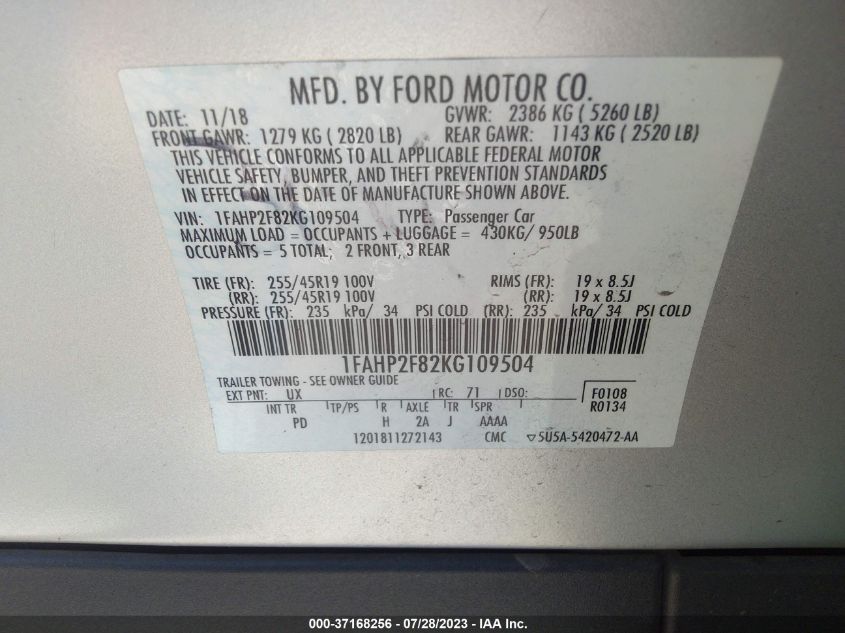 MFD. BY FORD MOTOR CO.
DATE: 11/18 GVWR: 2386 KG ( 5260 LB)
FRONT GAWR: 1279 KG ( 2820 LB) REAR GAWR: 1143 KG ( 2520 LB)
THIS VEHICLE CONFORMS TO ALL APPLICABLE FEDERAL MOTOR
VEHICLE SAFETY, BUMPER, AND THEFT PREVENTION STANDARDS
IN EFFECT ON THE DATE OF MANUFACTURE SHOWN ABOVE.
VIN: 1FAHP2F82KG109504 TYPE: Passenger Car
MAXIMUM LOAD = OCCUPANTS + LUGGAGE = 430KG/ 950LB
OCCUPANTS = 5 TOTAL; 2 FRONT, 3 REAR
TIRE (FR): 255/45R19 100V RIMS (FR): 19 x 8.5J
(RR): 255/45R19 100V (RR): 19 x 8.5J
PRESSURE (FR): 235 kPa/ 34 PSI COLD (RR): 235 kPa/ 34 PSI COLD
1FAHP2F82KG109504
TRAILER TOWING - SEE OWNER GUIDE
EXT PNT: UX RC: 71 DSO: F0108
INT TR TP/PS R AXLE TR SPR R0134
PD H 2A J AAAA
1201811272143 CMC ▽5U5A-5420472-AA
000-37168256 - 07/28/2023 - IAA Inc.